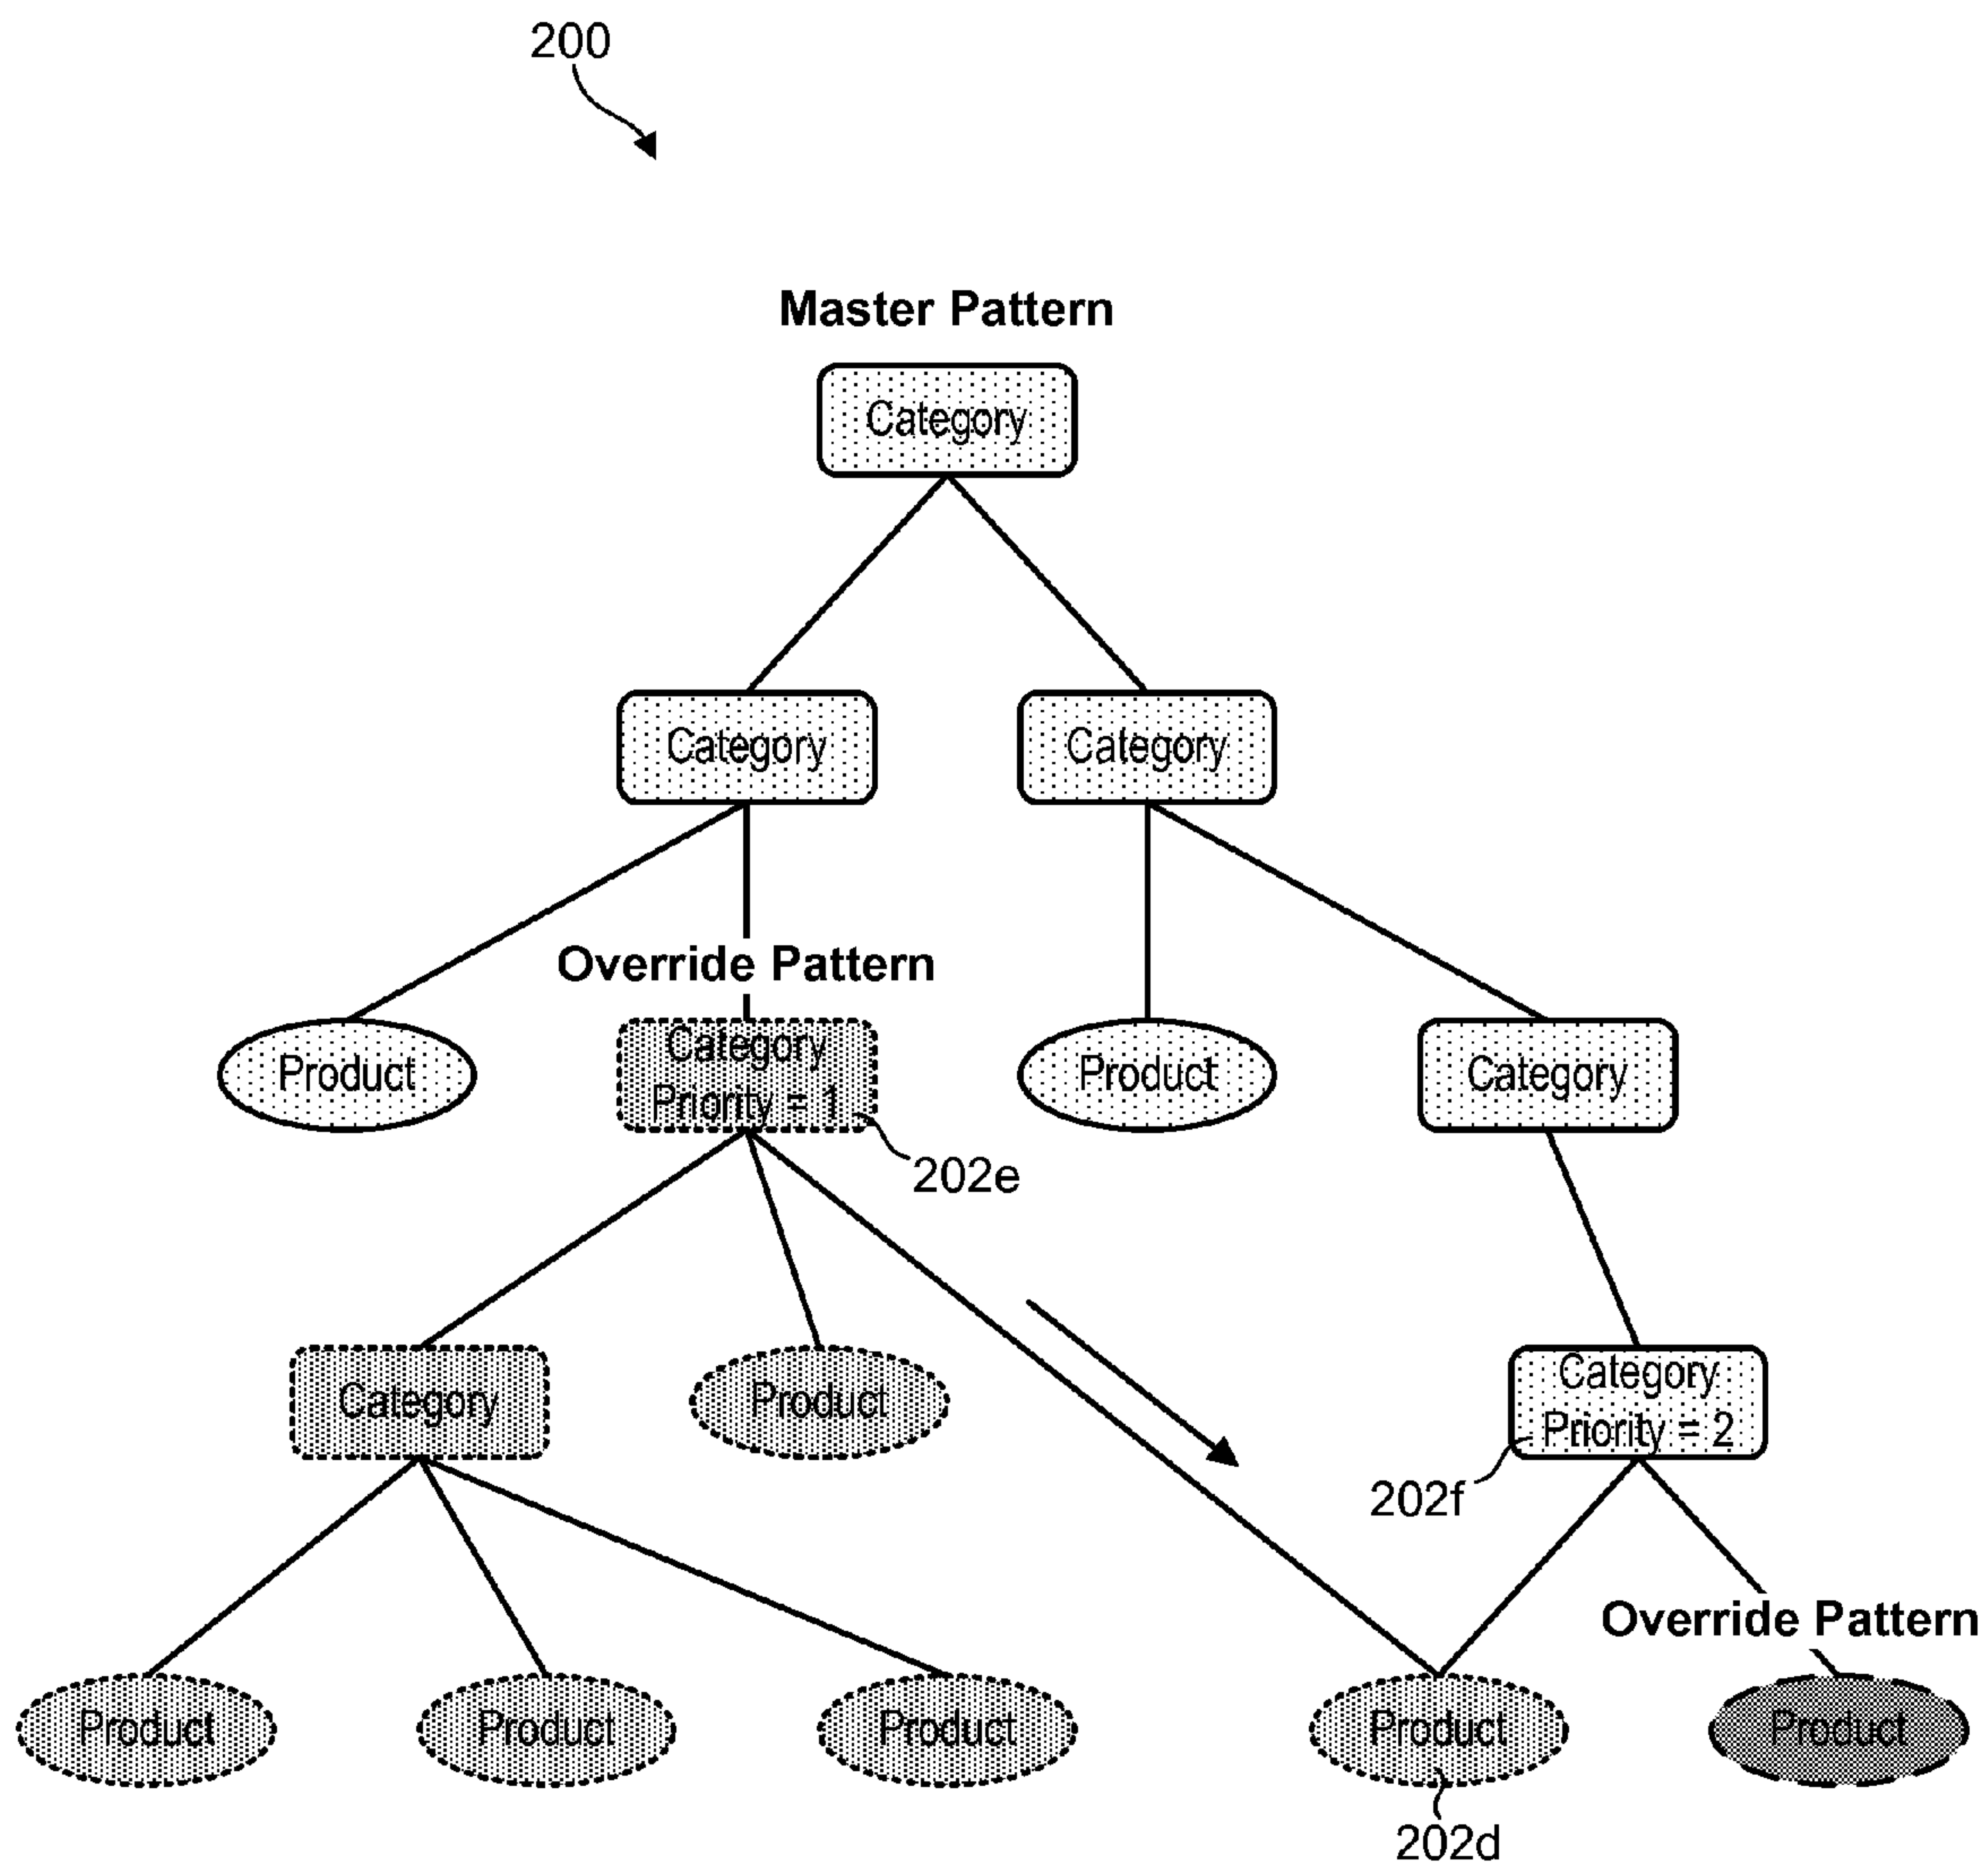 200
Master Pattern
Category
Category
Category
Override Pattern
Product
Category
Priority = 1
Product
Category
202e
Category
Product
Category
Priority = 2
202f
Override Pattern
Product
Product
Product
Product
Product
202d